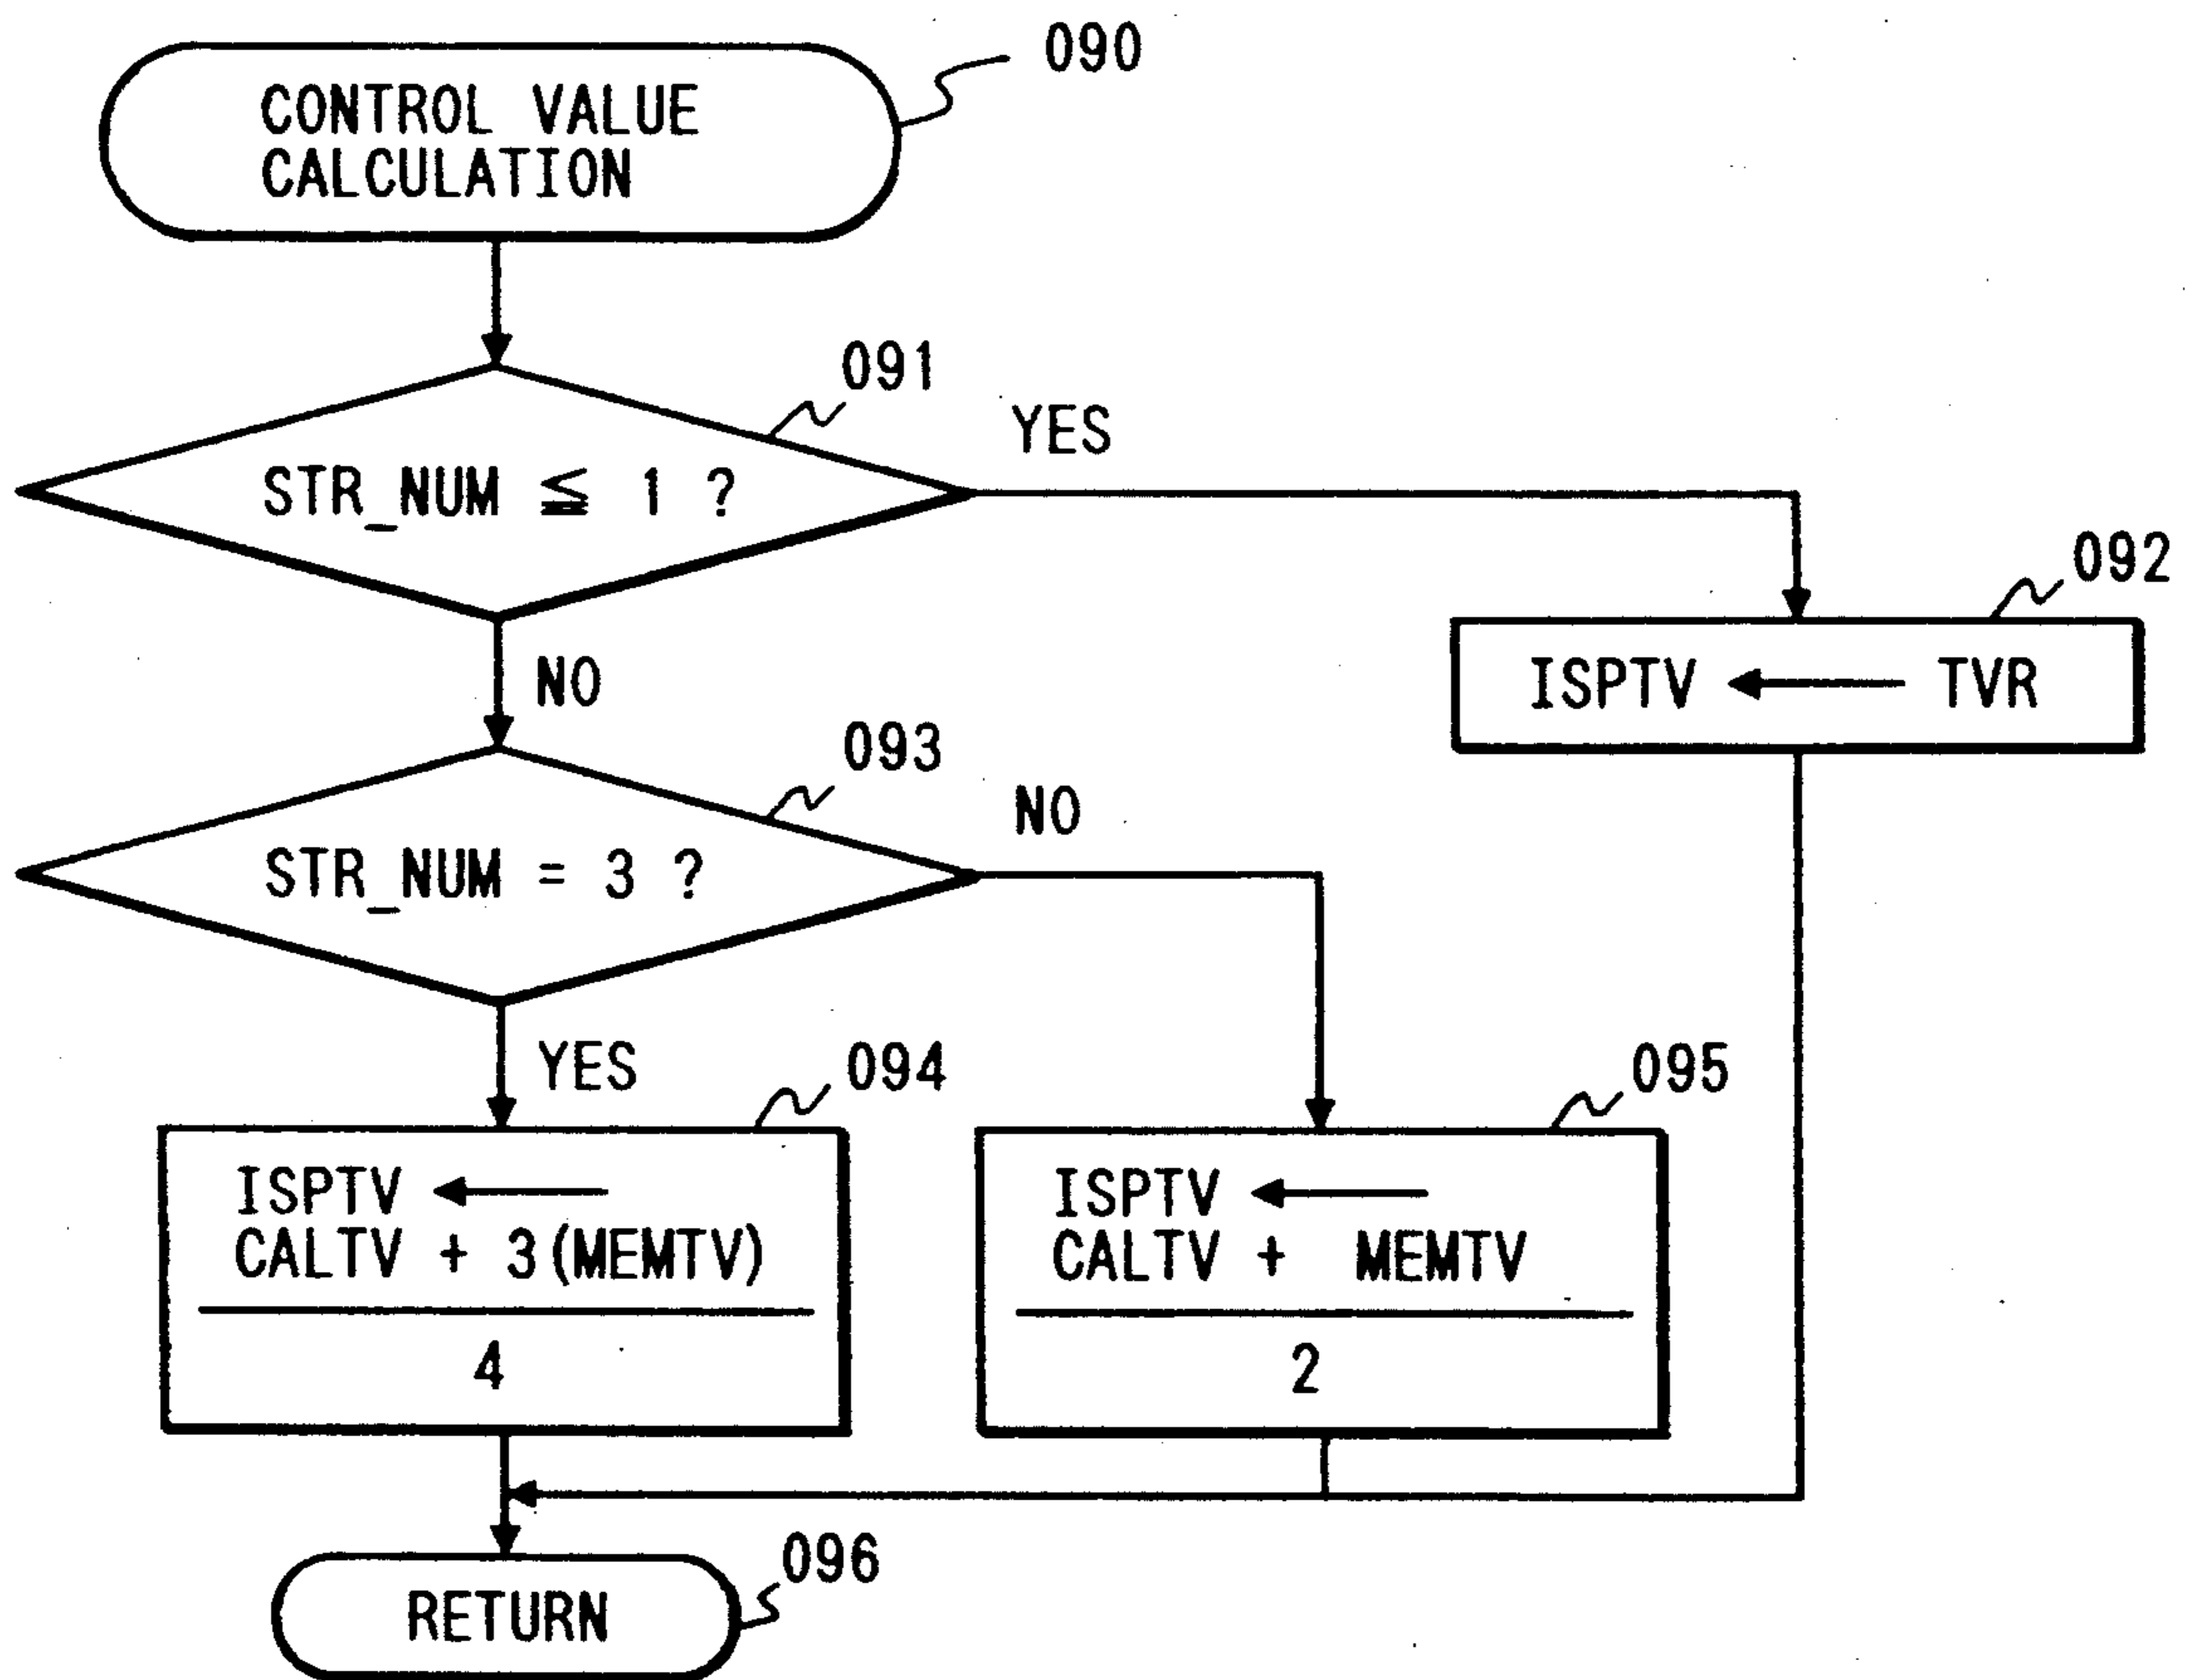 CONTROL VALUE
CALCULATION
090
091
STR_NUM ≦ 1 ?
YES
092
ISPTV ← TVR
NO
093
STR_NUM = 3 ?
NO
YES
094
ISPTV ←
CALTV + 3(MEMTV)
4
095
ISPTV ←
CALTV + MEMTV
2
RETURN
096